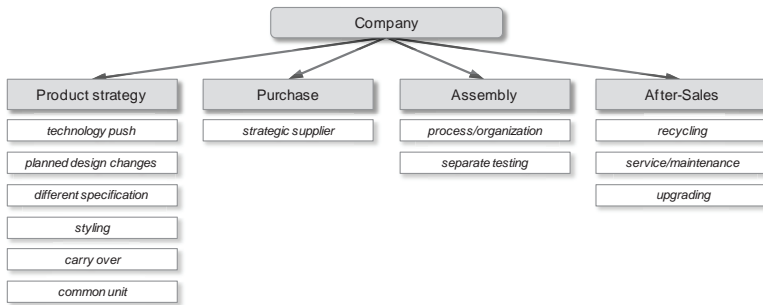 Company
Product strategy
technology push
planned design changes
different specification
styling
carry over
common unit
Purchase
strategic supplier
Assembly
process/organization
separate testing
After-Sales
recycling
service/maintenance
upgrading